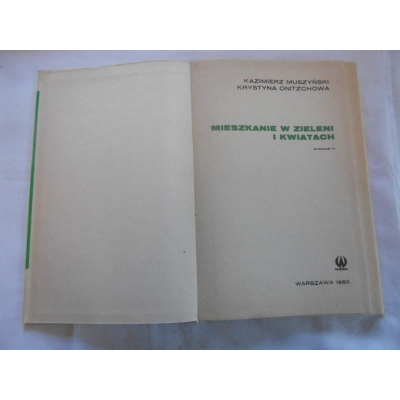 KAZIMIERZ MUSZYŃSKI
KRYSTYNA ONITZCHOWA
MIESZKANIE W ZIELENI
I KWIATACH
WARSZAWA 1980